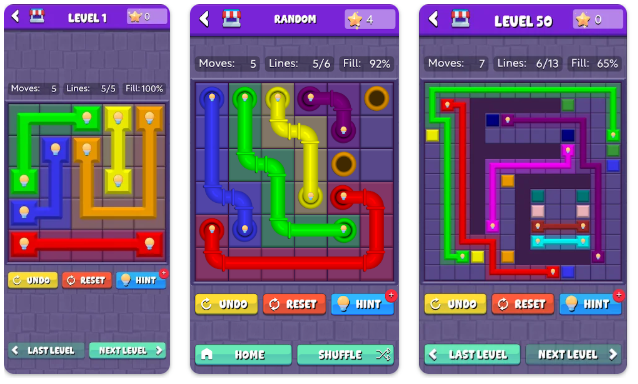 LEVEL 1
0
Moves: 5 Lines: 5/5 Fill: 100%
UNDO RESET HINT +
LAST LEVEL NEXT LEVEL
RANDOM
4
Moves: 5 Lines: 5/6 Fill: 92%
UNDO RESET HINT +
HOME SHUFFLE
LEVEL 50
0
Moves: 7 Lines: 6/13 Fill: 65%
UNDO RESET HINT +
LAST LEVEL NEXT LEVEL